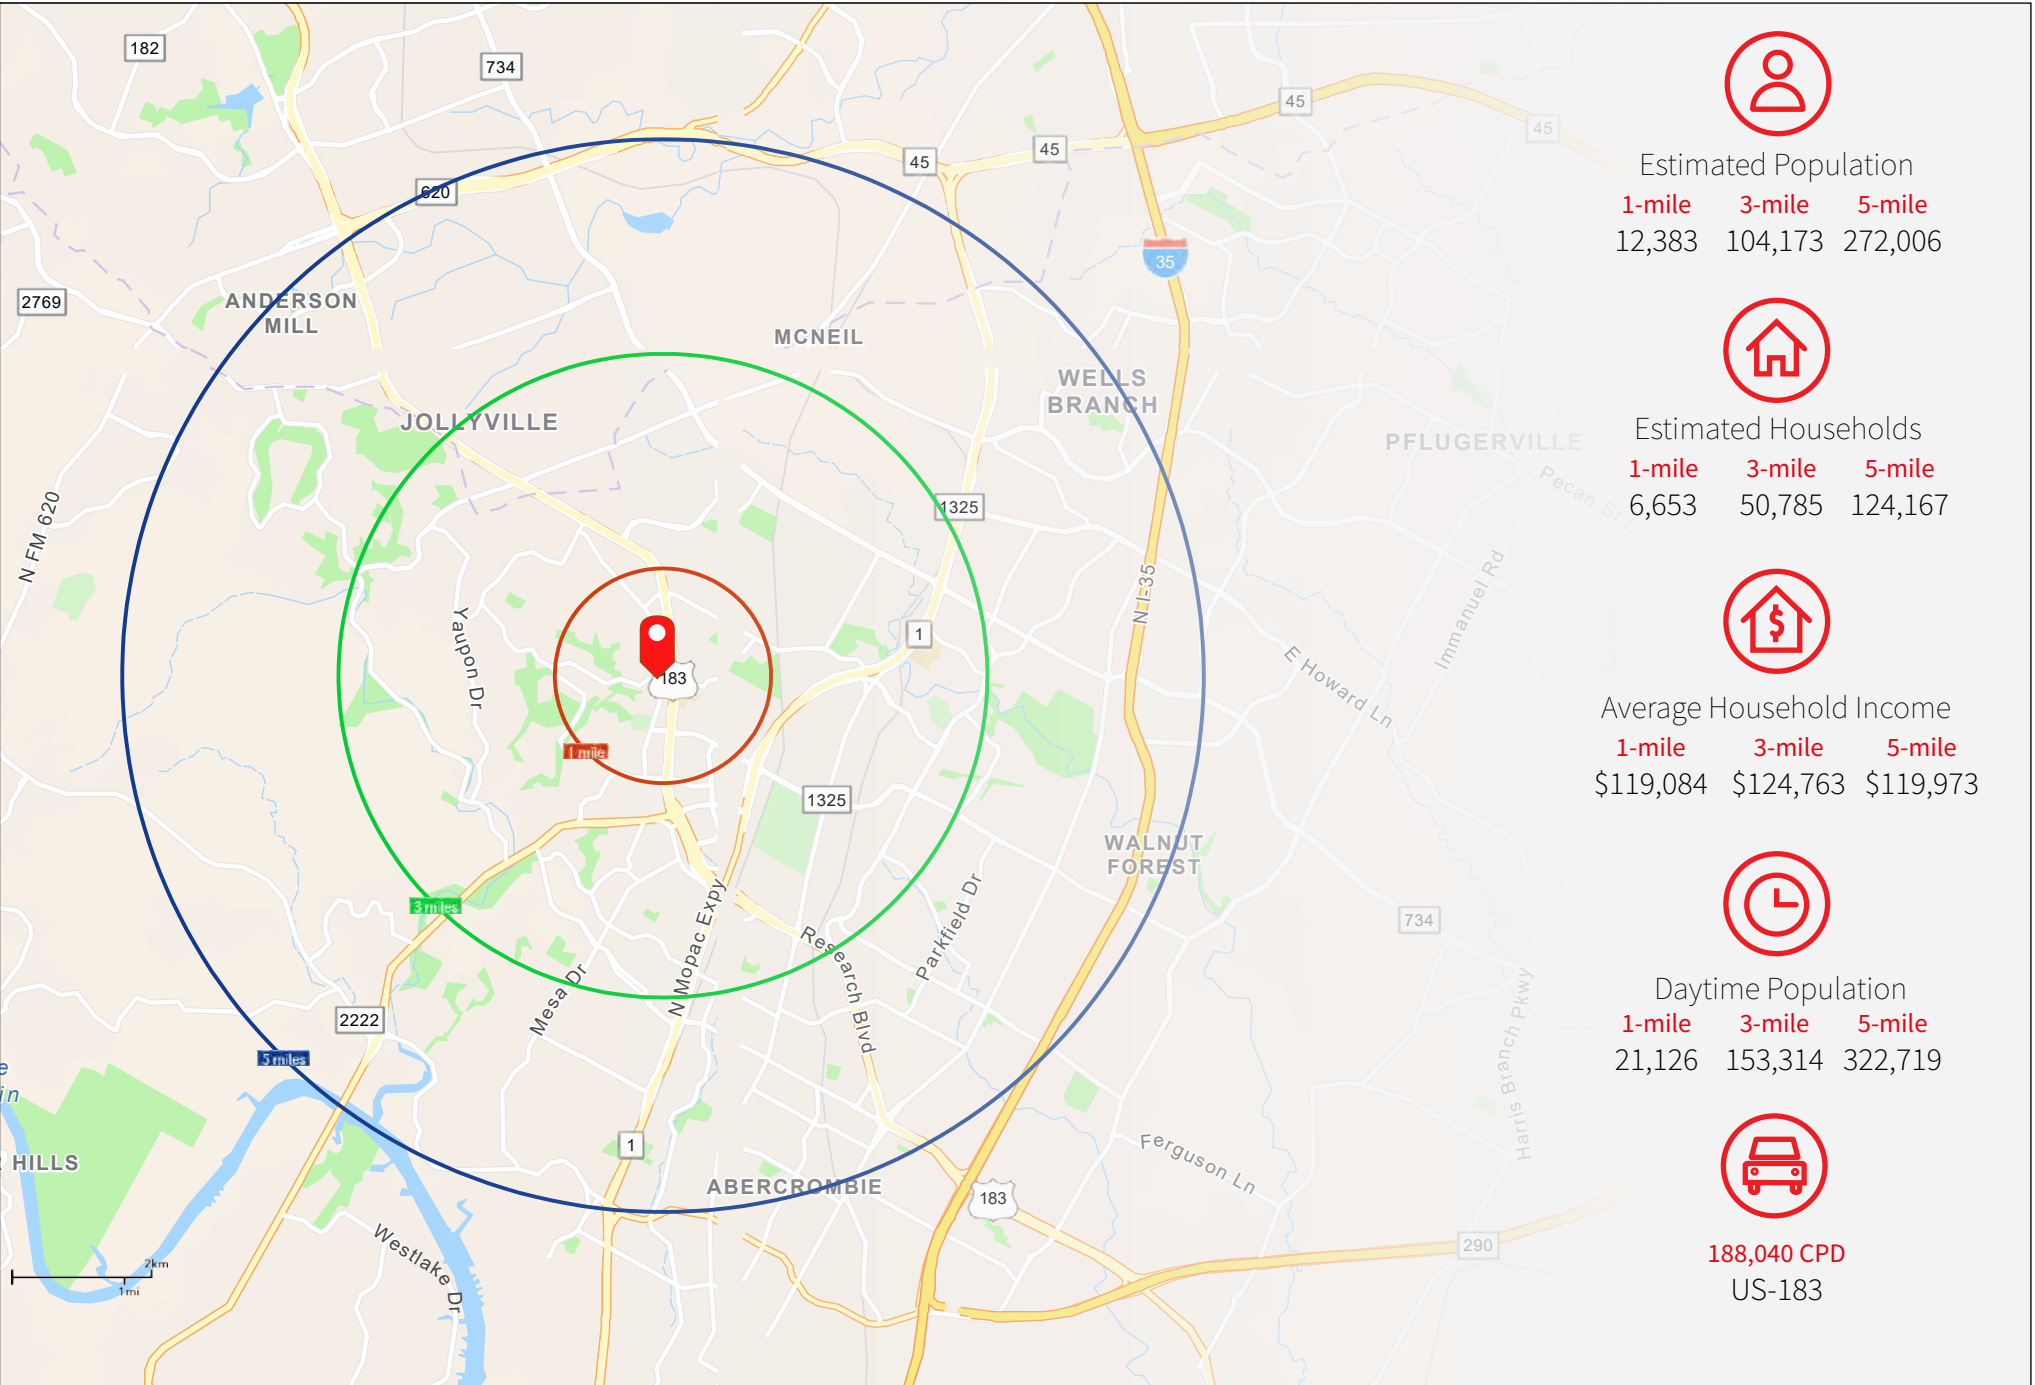 182
734
45
45
45
45
620
35
2769
ANDERSON
MILL
MCNEIL
WELLS
BRANCH
JOLLYVILLE
PFLUGERVILLE
Pecan St E
1325
N FM 620
N I-35
Immanuel Rd
Yaupon Dr
1
E Howard Ln
183
1 mile
1325
WALNUT
FOREST
3 miles
Parkfield Dr
734
N Mopac Expy
Research Blvd
Mesa Dr
Harris Branch Pkwy
2222
5 miles
e
in
HILLS
1
Ferguson Ln
ABERCROMBIE
183
290
Westlake Dr
2km
1mi
Estimated Population
1-mile 3-mile 5-mile
12,383 104,173 272,006
Estimated Households
1-mile 3-mile 5-mile
6,653 50,785 124,167
Average Household Income
1-mile 3-mile 5-mile
$119,084 $124,763 $119,973
Daytime Population
1-mile 3-mile 5-mile
21,126 153,314 322,719
188,040 CPD
US-183